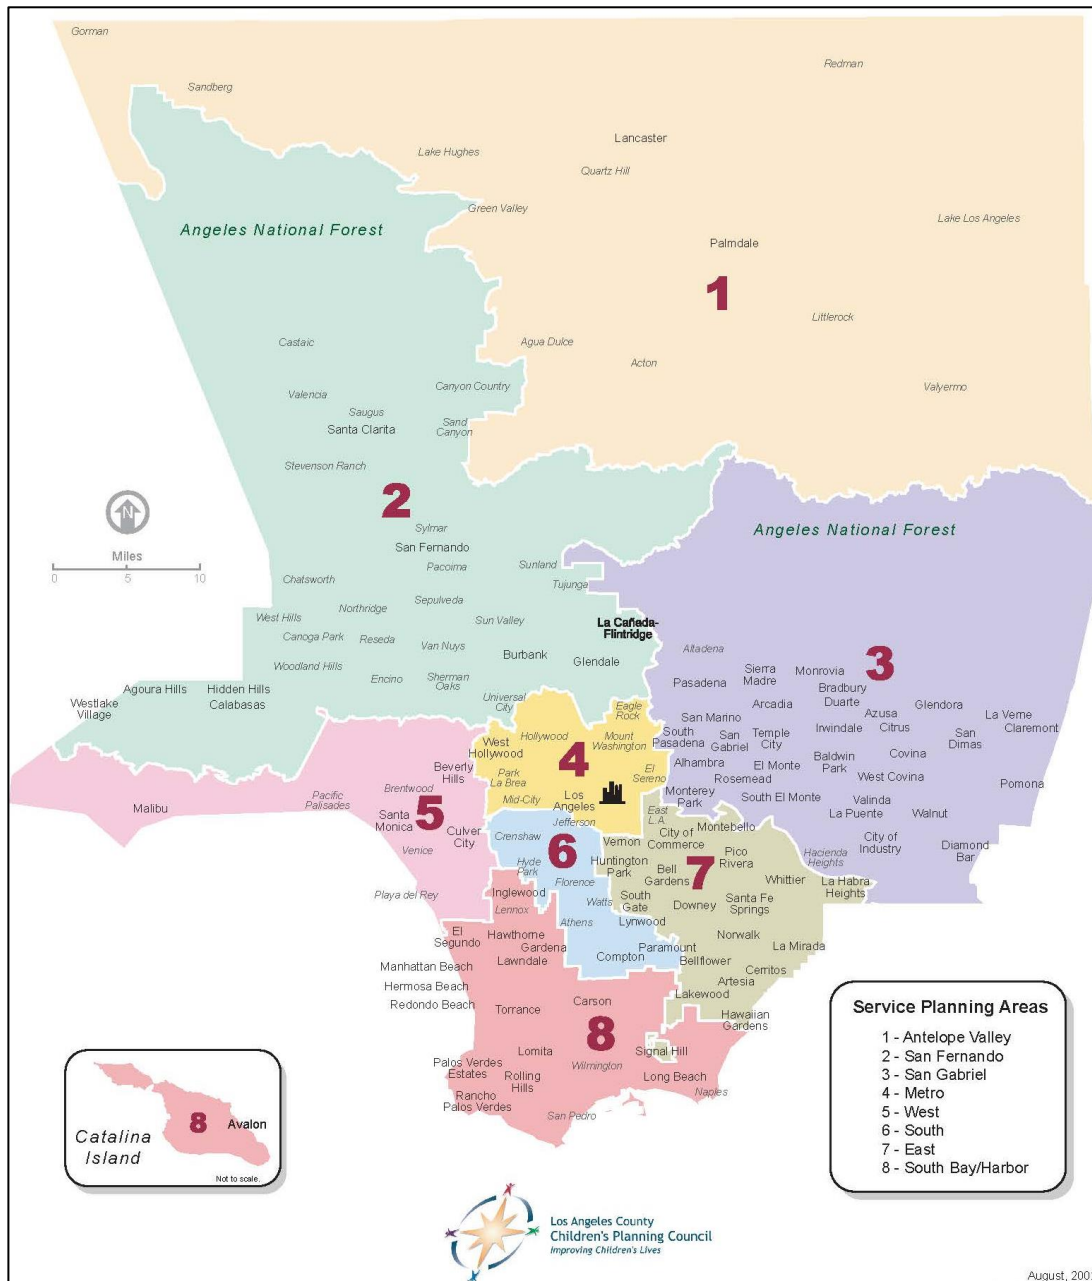 Gorman
Redman
Sandberg
Lancaster
Lake Hughes
Quartz Hill
Green Valley
Lake Los Angeles
Angeles National Forest
Palmdale
1
Littlerock
Castaic
Agua Dulce
Acton
Canyon Country
Valyermo
Valencia
Saugus
Sand
Canyon
Santa Clarita
Stevenson Ranch
2
N
Miles
0 5 10
Sylmar
San Fernando
Angeles National Forest
Pacoima
Sunland
Tujunga
Chatsworth
Sepulveda
Northridge
West Hills
Sun Valley
La Cañada-
Flintridge
Canoga Park
Reseda
Van Nuys
Altadena
Burbank
Glendale
3
Woodland Hills
Encino
Sherman
Oaks
Pasadena
Sierra
Madre
Monrovia
Bradbury
Duarte
Agoura Hills
Hidden Hills
Calabasas
Westlake
Village
Universal
City
Eagle
Rock
San Marino
Arcadia
Azusa
Glendora
La Verne
Claremont
Citrus
Irwindale
San
Dimas
Hollywood
Mount
Washington
South
Pasadena
San
Gabriel
Temple
City
West
Hollywood
4
Beverly
Hills
Park
La Brea
El
Sereno
Alhambra
El Monte
Rosemead
Baldwin
Park
Covina
West Covina
Pomona
Malibu
Pacific
Palisades
Brentwood
5
Santa
Monica
Mid-City
Los
Angeles
Monterey
Park
South El Monte
Valinda
La Puente
Walnut
Culver
City
Venice
Jefferson
Crenshaw
6
East
L.A.
Montebello
City of
Commerce
Vernon
City of
Industry
Diamond
Bar
Hacienda
Heights
Hyde
Park
Huntington
Park
Bell
Gardens
7
Pico
Rivera
Whittier
La Habra
Heights
Playa del Rey
Inglewood
Florence
Lennox
Watts
South
Gate
Downey
Santa Fe
Springs
Athens
Lynwood
El
Segundo
Hawthorne
Gardena
Lawndale
Norwalk
La Mirada
Compton
Paramount
Bellflower
Cerritos
Artesia
Manhattan Beach
Hermosa Beach
Redondo Beach
Torrance
Carson
Lakewood
Hawaiian
Gardens
8
Lomita
Wilmington
Signal Hill
Palos Verdes
Estates
Rolling
Hills
Long Beach
Naples
Rancho
Palos Verdes
San Pedro
8
Avalon
Catalina
Island
Not to scale.
Service Planning Areas
1 - Antelope Valley
2 - San Fernando
3 - San Gabriel
4 - Metro
5 - West
6 - South
7 - East
8 - South Bay/Harbor
Los Angeles County
Children's Planning Council
Improving Children's Lives
August,